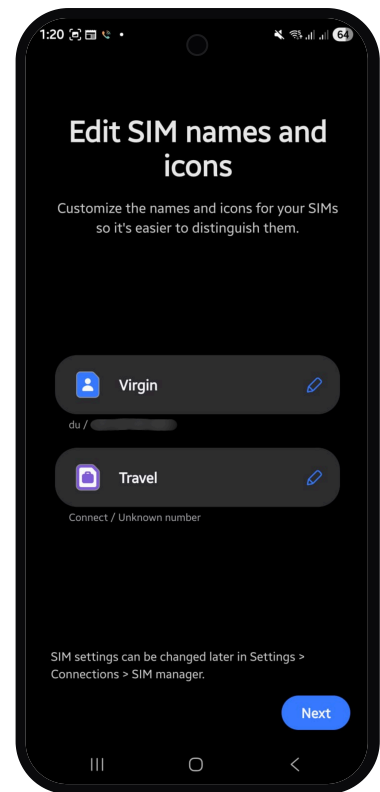 1:20 64
Edit SIM names and
icons
Customize the names and icons for your SIMs
so it's easier to distinguish them.
Virgin
du /
Travel
Connect / Unknown number
SIM settings can be changed later in Settings >
Connections > SIM manager.
Next